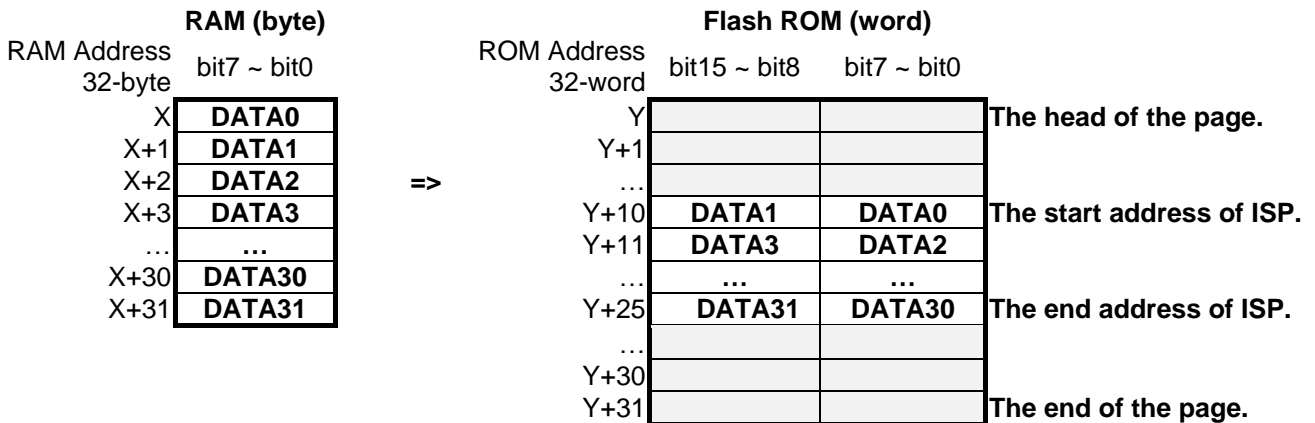 RAM (byte) Flash ROM (word)
RAM Address 32-byte bit7 ~ bit0 ROM Address 32-word bit15 ~ bit8 bit7 ~ bit0
X DATA0 Y The head of the page.
X+1 DATA1 Y+1
X+2 DATA2 => …
X+3 DATA3 Y+10 DATA1 DATA0 The start address of ISP.
… … Y+11 DATA3 DATA2
X+30 DATA30 … … …
X+31 DATA31 Y+25 DATA31 DATA30 The end address of ISP.
…
Y+30
Y+31 The end of the page.